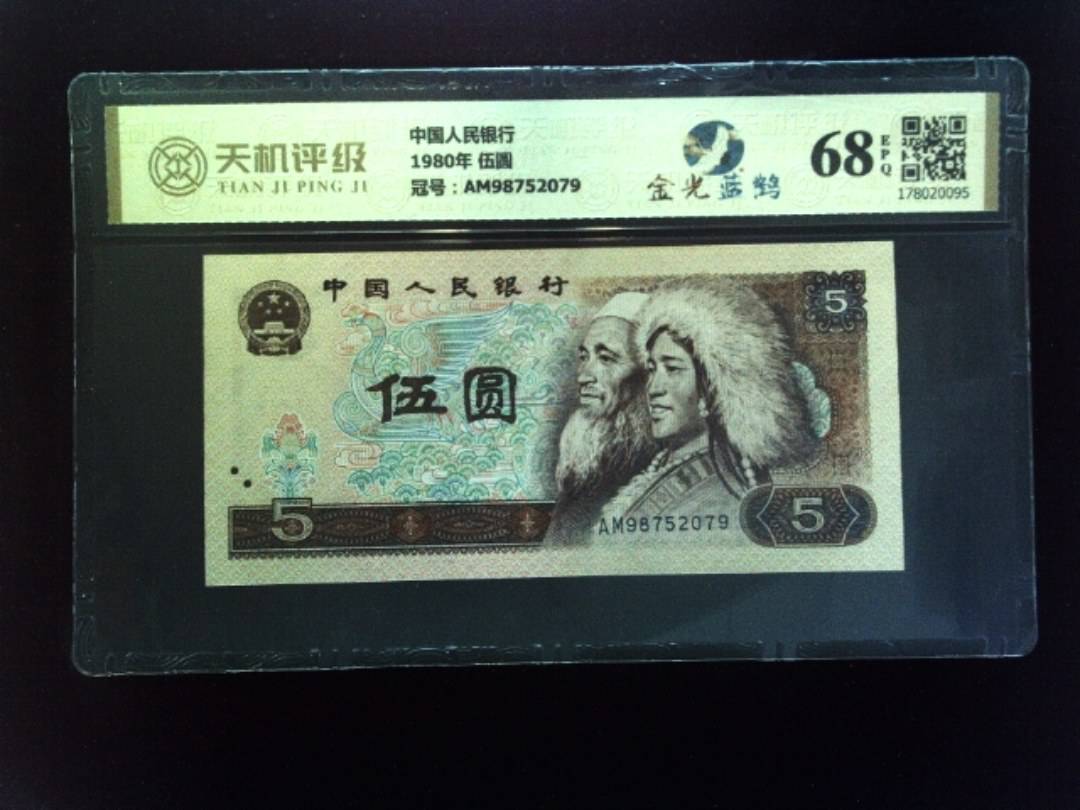 天机评级
TIAN JI PING JI
中国人民银行
1980年 伍圆
冠号：AM98752079
金光蓝鹤
68
EPQ
178020095
中国人民银行
5
伍圆
5
AM98752079
5